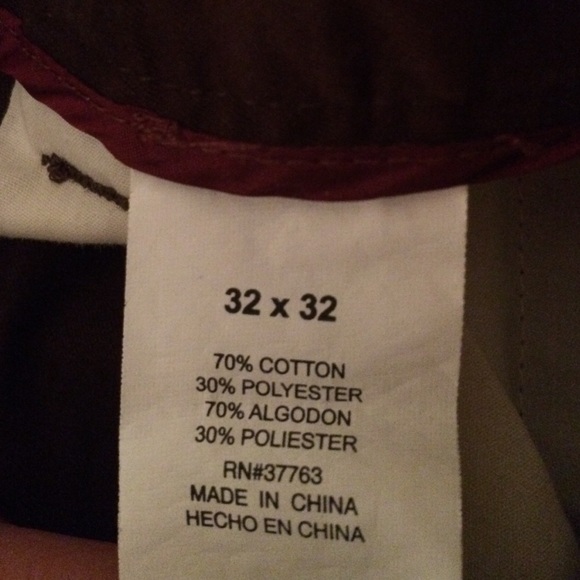 32 x 32
70% COTTON
30% POLYESTER
70% ALGODON
30% POLIESTER
RN#37763
MADE IN CHINA
HECHO EN CHINA